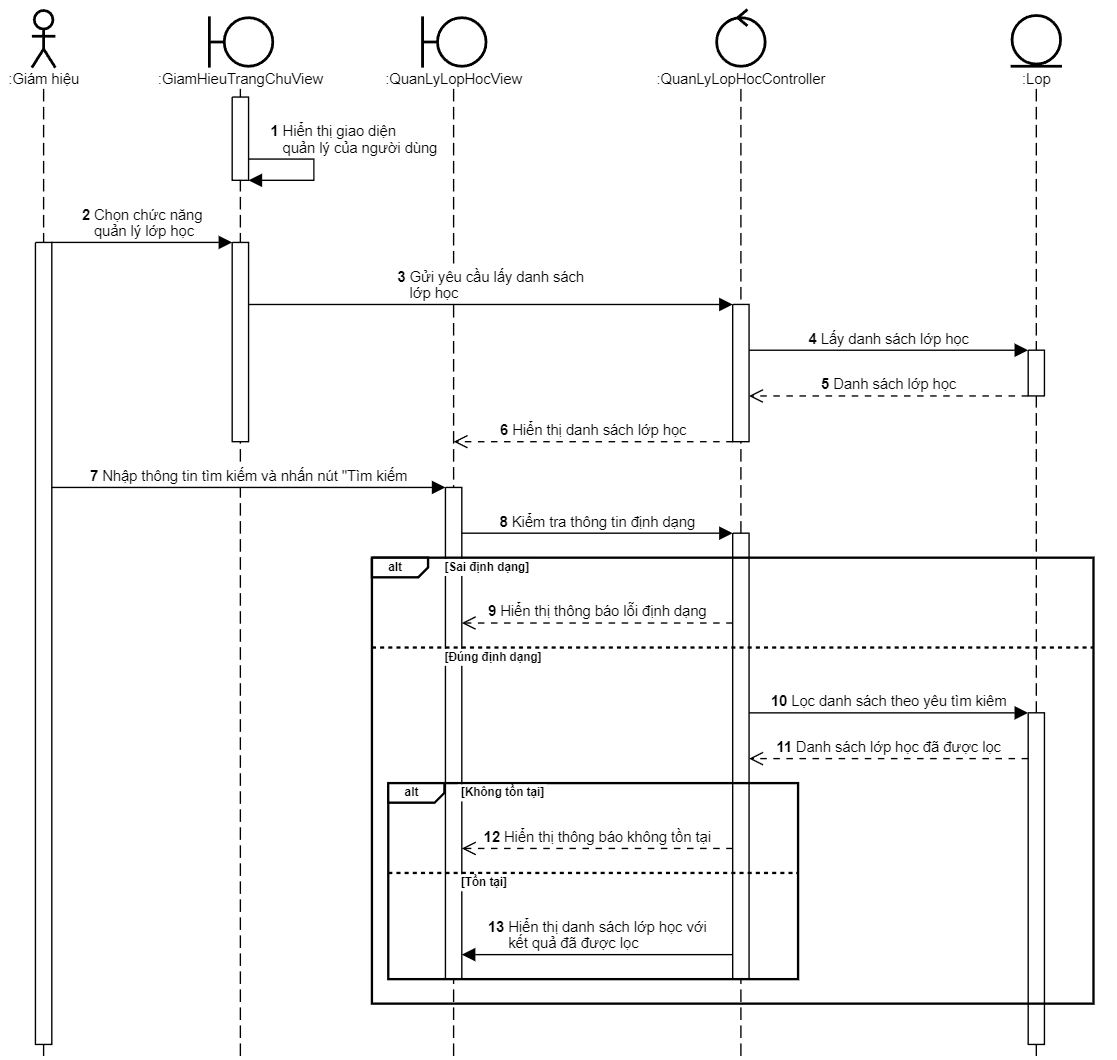 :Giám hiệu
:GiamHieuTrangChuView
:QuanLyLopHocView
:QuanLyLopHocController
:Lop
1 Hiển thị giao diện
quản lý của người dùng
2 Chọn chức năng
quản lý lớp học
3 Gửi yêu cầu lấy danh sách
lớp học
4 Lấy danh sách lớp học
5 Danh sách lớp học
6 Hiển thị danh sách lớp học
7 Nhập thông tin tìm kiếm và nhấn nút "Tìm kiếm
8 Kiểm tra thông tin định dạng
alt
[Sai định dạng]
9 Hiển thị thông báo lỗi định dạng
[Đúng định dạng]
10 Lọc danh sách theo yêu tìm kiêm
11 Danh sách lớp học đã được lọc
alt
[Không tồn tại]
12 Hiển thị thông báo không tồn tại
[Tồn tại]
13 Hiển thị danh sách lớp học với
kết quả đã được lọc